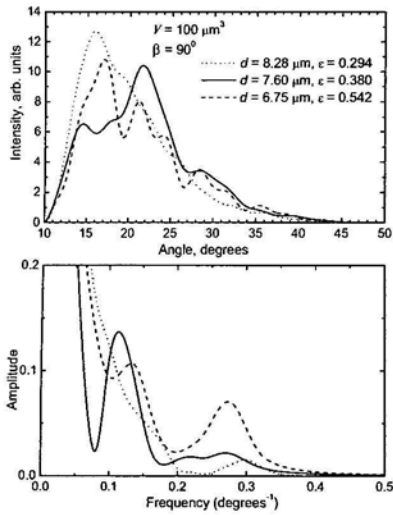 V = 100 μm³
β = 90⁰
d = 8.28 μm, ε = 0.294
d = 7.60 μm, ε = 0.380
d = 6.75 μm, ε = 0.542
Intensity, arb. units
14
12
10
8
6
4
2
0
10 15 20 25 30 35 40 45 50
Angle, degrees
Amplitude
0.2
0.1
0.0
0.0 0.1 0.2 0.3 0.4 0.5
Frequency (degrees⁻¹)